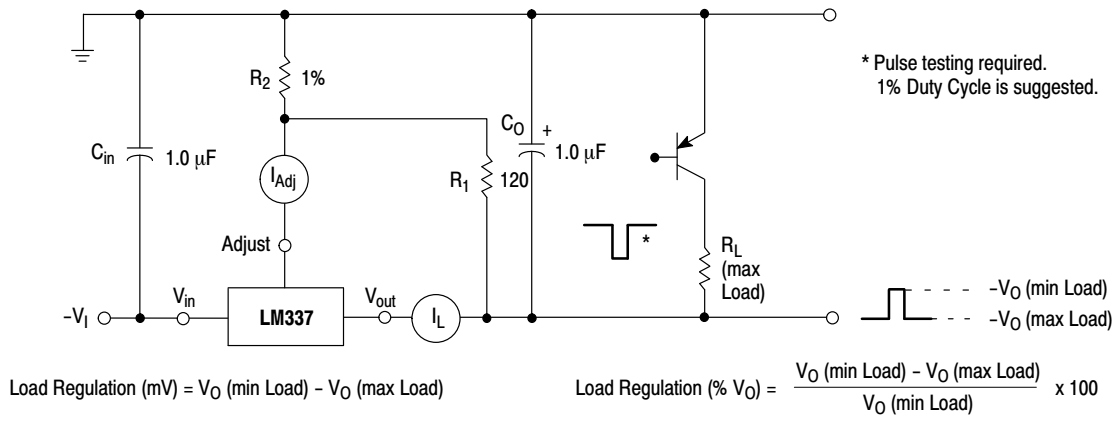 * Pulse testing required.
1% Duty Cycle is suggested.
R2
1%
CO
+
1.0 μF
Cin
1.0 μF
IAdj
R1
120
Adjust
*
RL
(max
Load)
–VI
Vin
LM337
Vout
IL
–VO (min Load)
–VO (max Load)
Load Regulation (mV) = VO (min Load) – VO (max Load)
Load Regulation (% VO) =
VO (min Load) – VO (max Load)
VO (min Load)
x 100